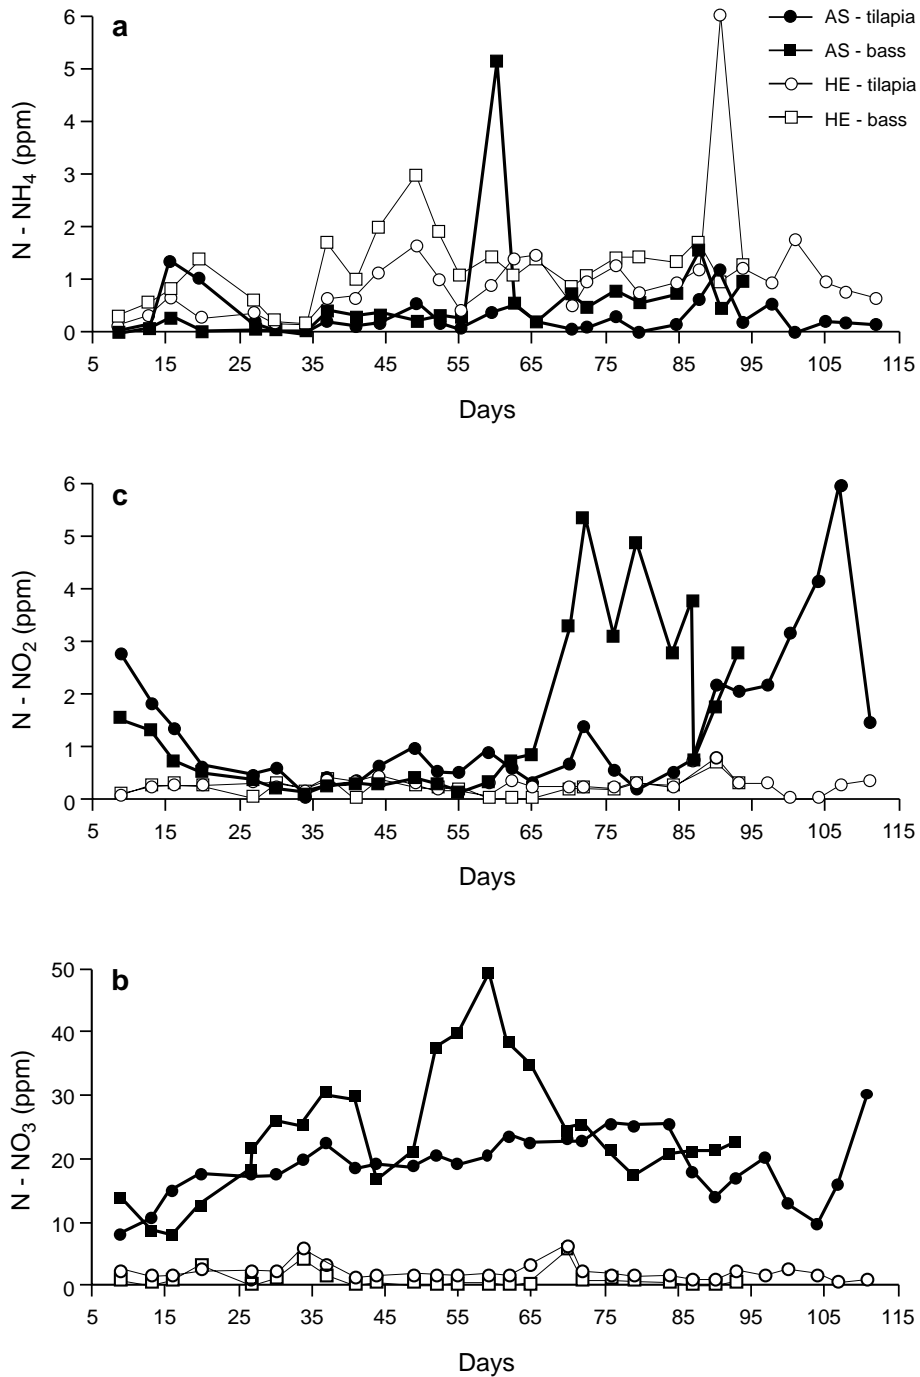 a
AS - tilapia
AS - bass
HE - tilapia
HE - bass
N - NH4 (ppm)
6
5
4
3
2
1
0
5 15 25 35 45 55 65 75 85 95 105 115
Days
c
N - NO2 (ppm)
6
5
4
3
2
1
0
5 15 25 35 45 55 65 75 85 95 105 115
Days
b
N - NO3 (ppm)
50
40
30
20
10
0
5 15 25 35 45 55 65 75 85 95 105 115
Days